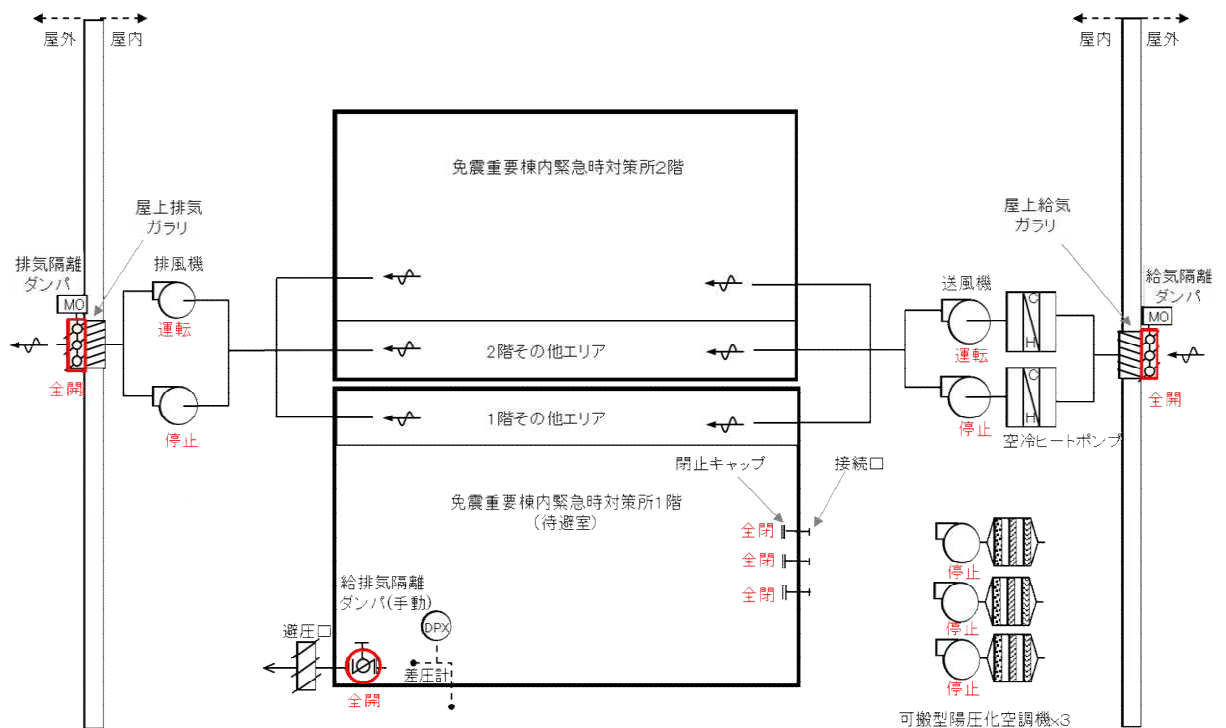 屋外 屋内
屋内 屋外
免震重要棟内緊急時対策所2階
屋上排気
ガラリ
屋上給気
ガラリ
排気隔離
ダンパ
排風機
送風機
給気隔離
ダンパ
MO
MO
C
H
運転
運転
2階その他エリア
全開
全開
C
H
停止
停止
1階その他エリア
空冷ヒートポンプ
閉止キャップ
接続口
免震重要棟内緊急時対策所1階
(待避室)
全閉
全閉
全閉
停止
停止
停止
給排気隔離
ダンパ(手動)
DPX
避圧口
差圧計
全開
可搬型陽圧化空調機×3